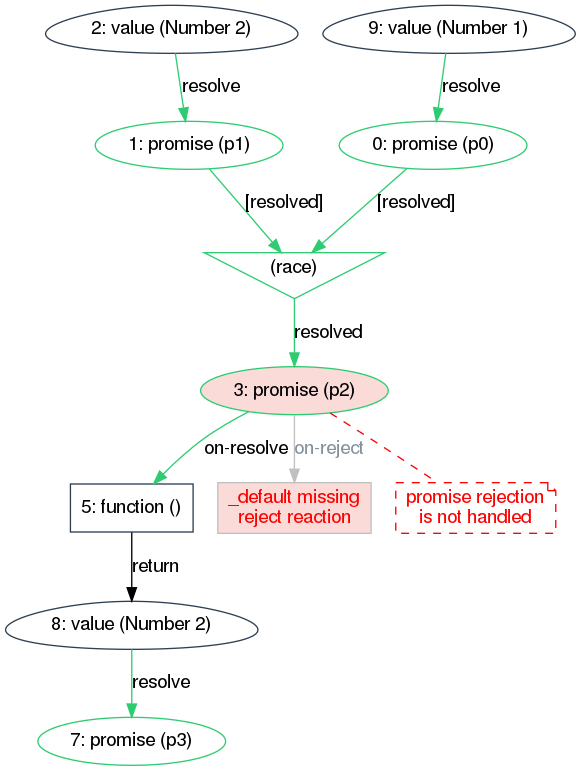 2: value (Number 2)
9: value (Number 1)
resolve
resolve
1: promise (p1)
0: promise (p0)
[resolved]
[resolved]
(race)
resolved
3: promise (p2)
on-resolve
on-reject
5: function ()
_default missing
reject reaction
promise rejection
is not handled
return
8: value (Number 2)
resolve
7: promise (p3)